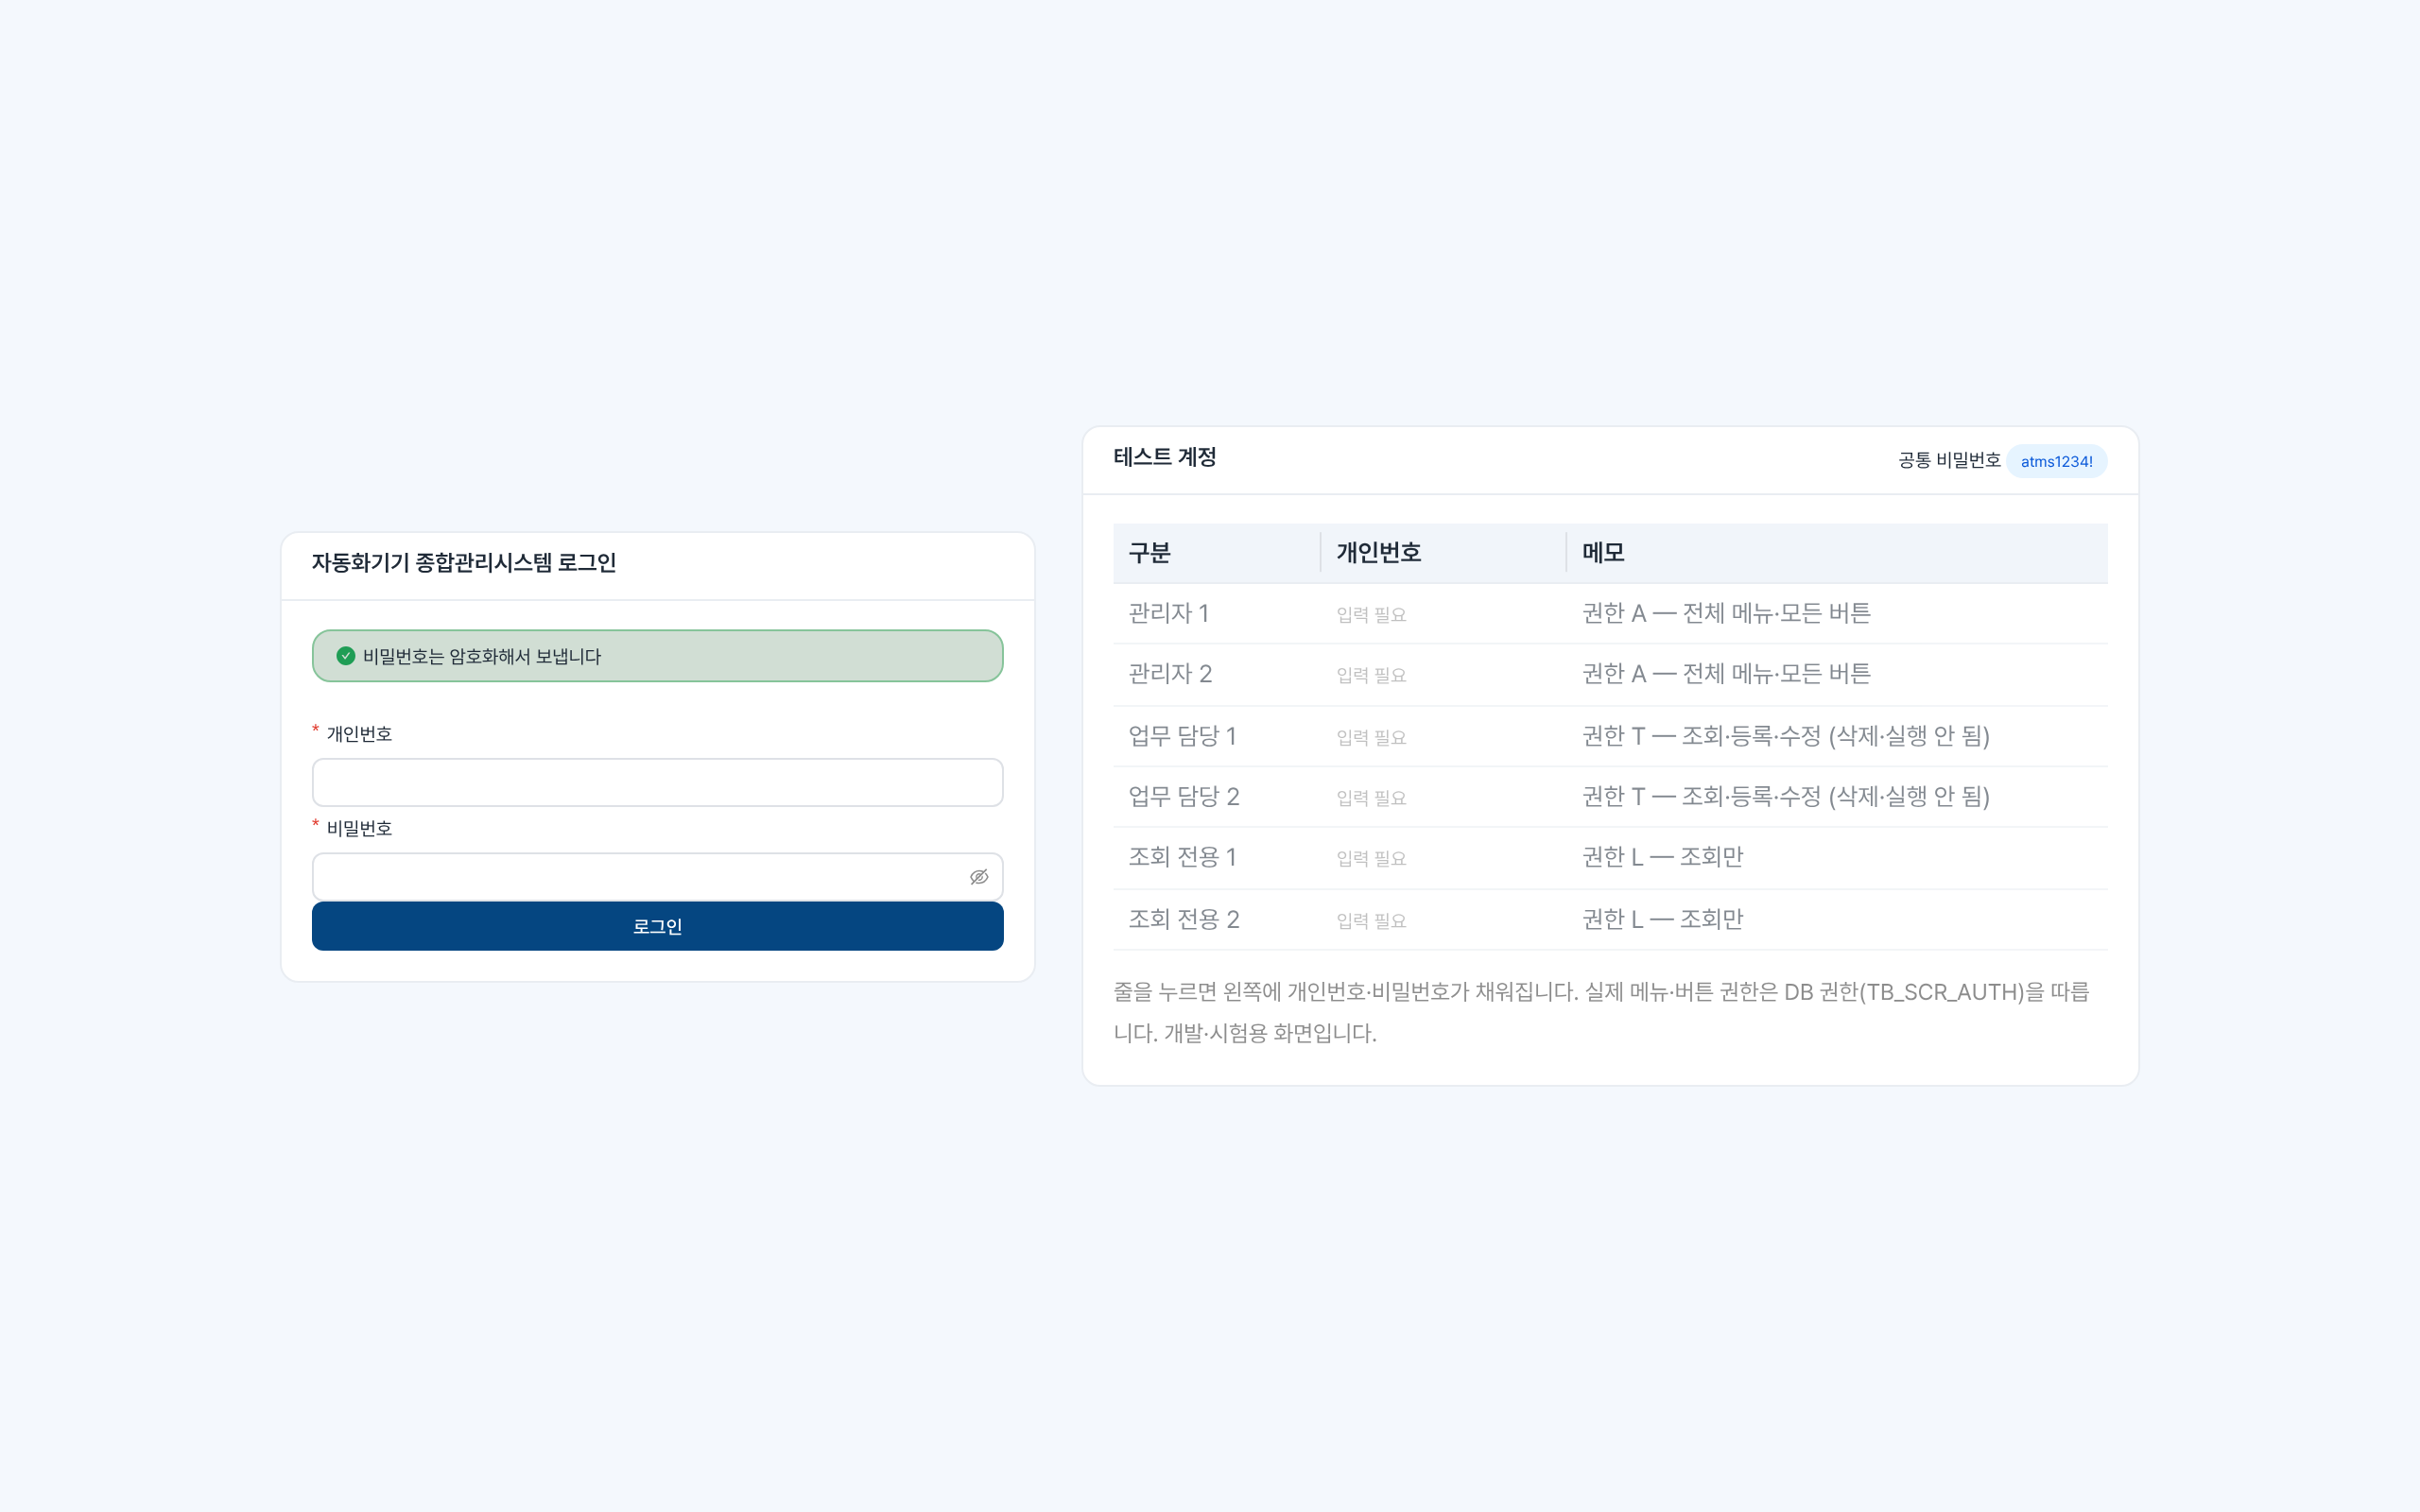 자동화기기 종합관리시스템 로그인
비밀번호는 암호화해서 보냅니다
* 개인번호
* 비밀번호
로그인
테스트 계정
공통 비밀번호 atms1234!
구분 개인번호 메모
관리자 1 입력 필요 권한 A — 전체 메뉴·모든 버튼
관리자 2 입력 필요 권한 A — 전체 메뉴·모든 버튼
업무 담당 1 입력 필요 권한 T — 조회·등록·수정 (삭제·실행 안 됨)
업무 담당 2 입력 필요 권한 T — 조회·등록·수정 (삭제·실행 안 됨)
조회 전용 1 입력 필요 권한 L — 조회만
조회 전용 2 입력 필요 권한 L — 조회만
줄을 누르면 왼쪽에 개인번호·비밀번호가 채워집니다. 실제 메뉴·버튼 권한은 DB 권한(TB_SCR_AUTH)을 따릅
니다. 개발·시험용 화면입니다.